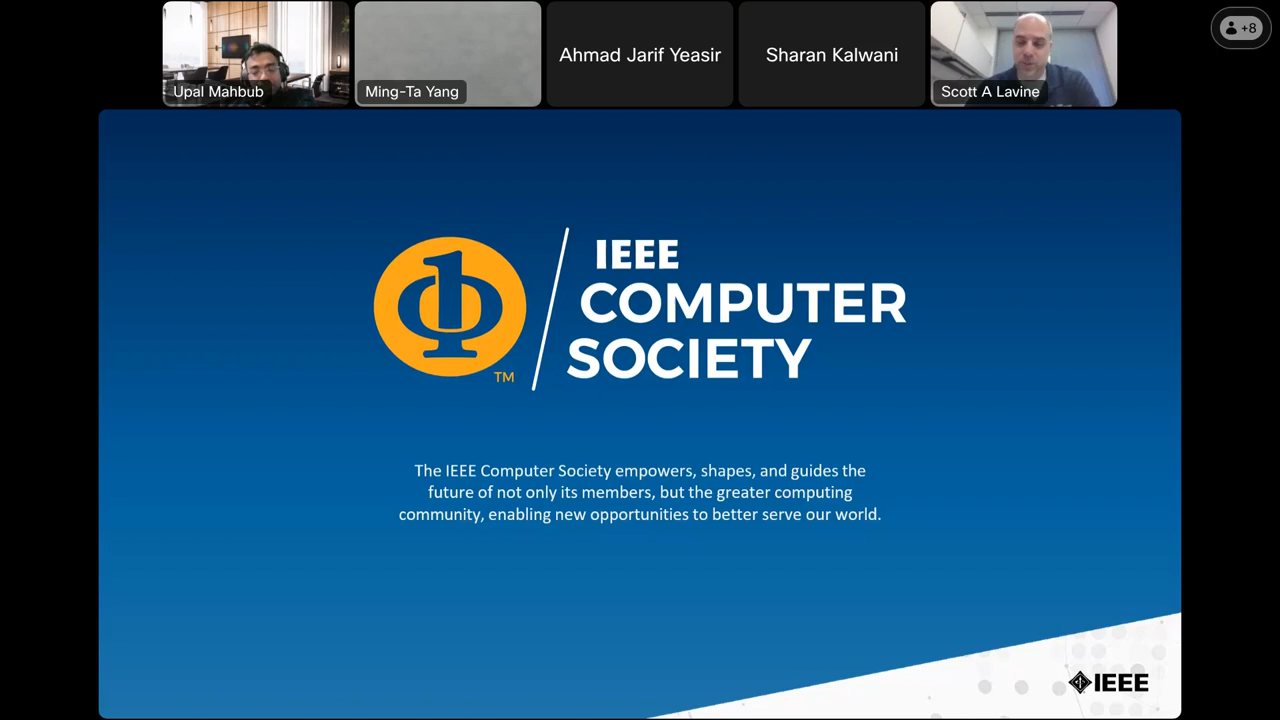 Upal Mahbub
Ming-Ta Yang
Ahmad Jarif Yeasir
Sharan Kalwani
Scott A Lavine
+8
IEEE
COMPUTER
SOCIETY
TM
The IEEE Computer Society empowers, shapes, and guides the
future of not only its members, but the greater computing
community, enabling new opportunities to better serve our world.
IEEE